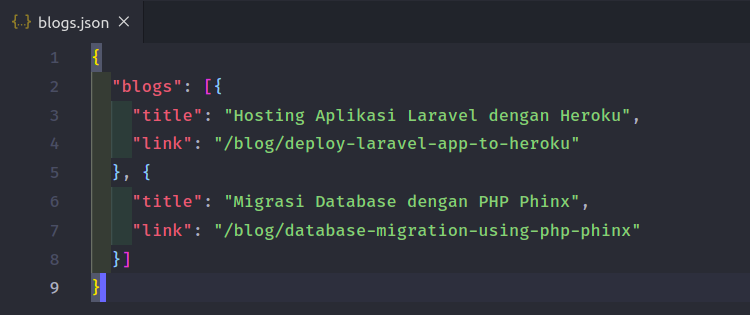 {..} blogs.json ×
1 {
2 "blogs": [{
3 "title": "Hosting Aplikasi Laravel dengan Heroku",
4 "link": "/blog/deploy-laravel-app-to-heroku"
5 }, {
6 "title": "Migrasi Database dengan PHP Phinx",
7 "link": "/blog/database-migration-using-php-phinx"
8 }]
9 }